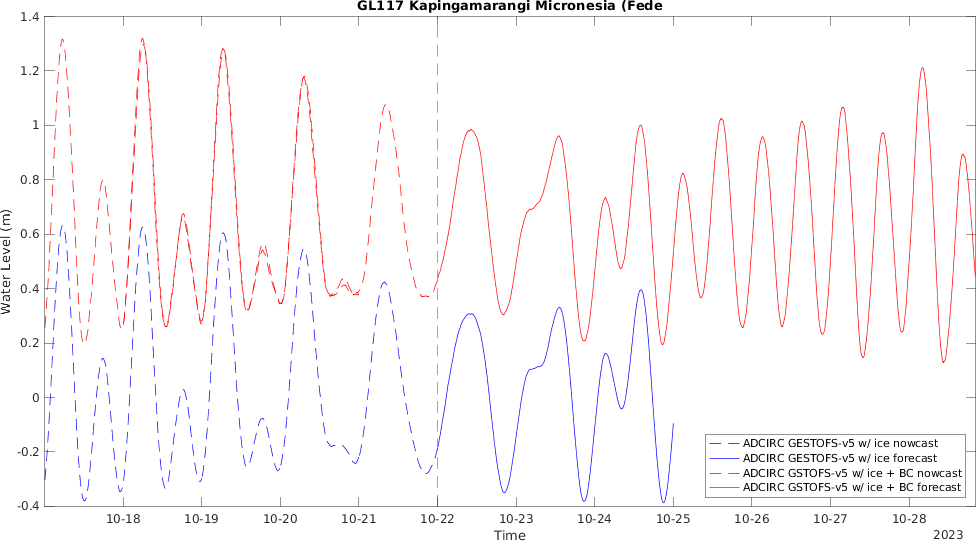 GL117 Kapingamarangi Micronesia (Fede
1.4
1.2
1
0.8
0.6
0.4
0.2
0
-0.2
-0.4
Water Level (m)
10-18 10-19 10-20 10-21 10-22 10-23 10-24 10-25 10-26 10-27 10-28
Time
2023
ADCIRC GESTOFS-v5 w/ ice nowcast
ADCIRC GESTOFS-v5 w/ ice forecast
ADCIRC GSTOFS-v5 w/ ice + BC nowcast
ADCIRC GSTOFS-v5 w/ ice + BC forecast